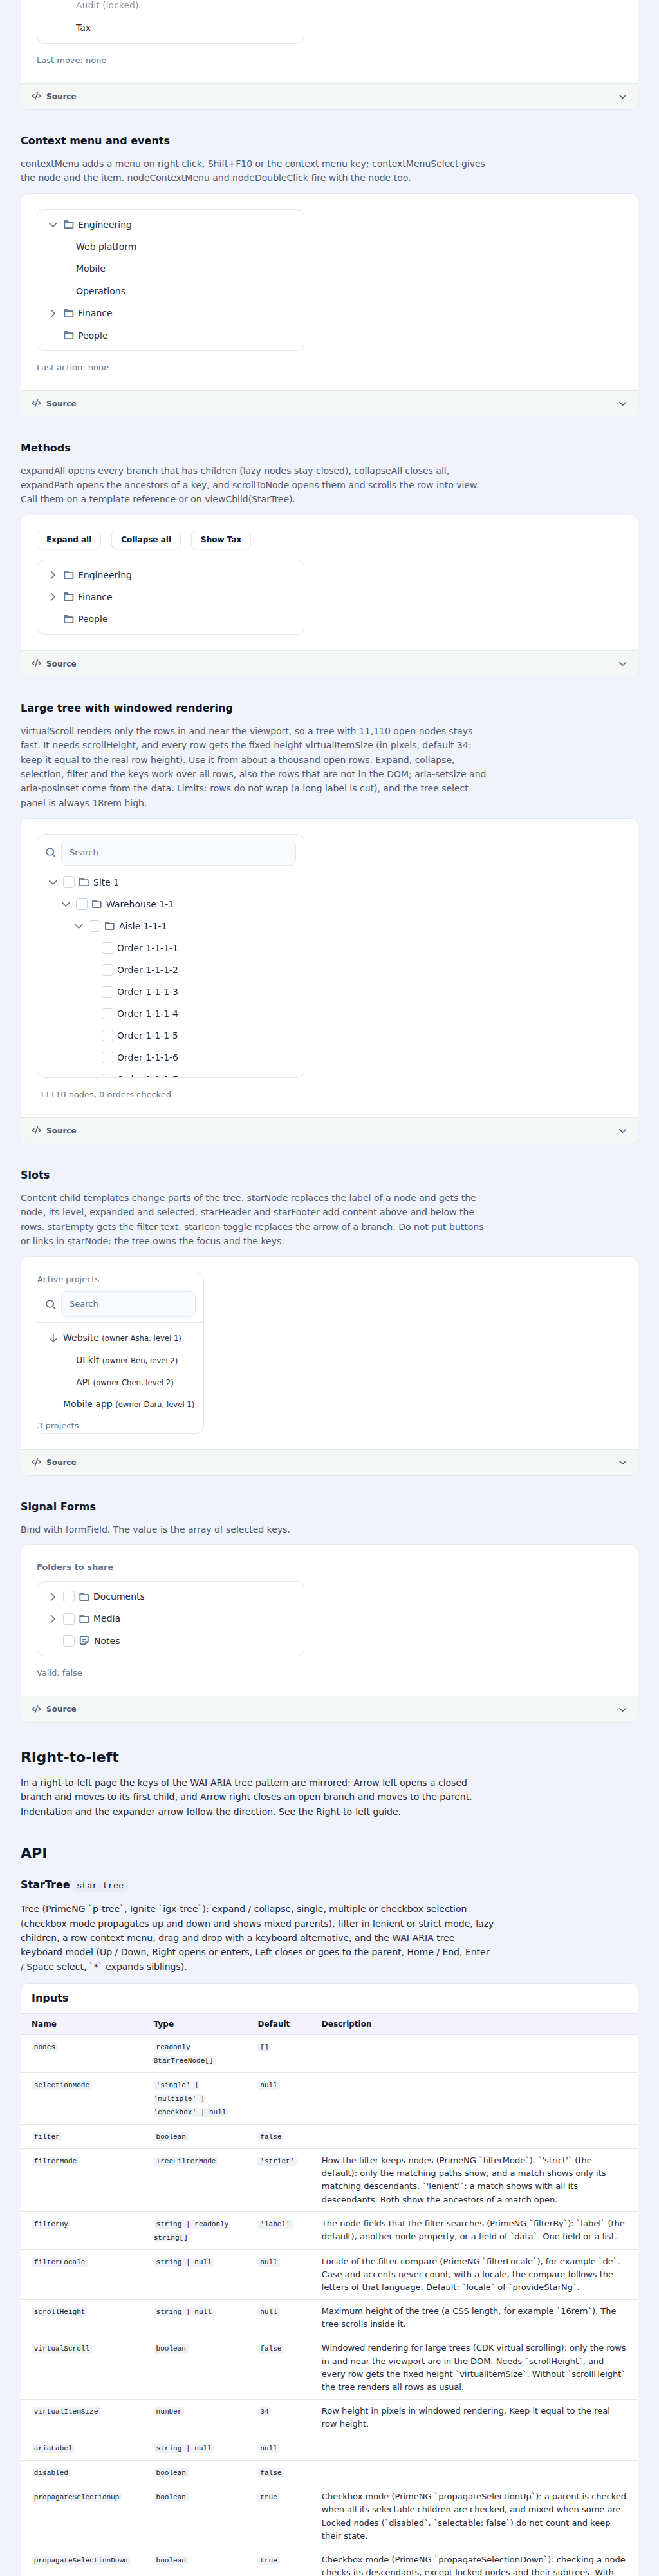 Audit (locked)
Tax
Last move: none
Source
Context menu and events
contextMenu adds a menu on right click, Shift+F10 or the context menu key; contextMenuSelect gives
the node and the item. nodeContextMenu and nodeDoubleClick fire with the node too.
Engineering
Web platform
Mobile
Operations
Finance
People
Last action: none
Source
Methods
expandAll opens every branch that has children (lazy nodes stay closed), collapseAll closes all,
expandPath opens the ancestors of a key, and scrollToNode opens them and scrolls the row into view.
Call them on a template reference or on viewChild(StarTree).
Expand all Collapse all Show Tax
Engineering
Finance
People
Source
Large tree with windowed rendering
virtualScroll renders only the rows in and near the viewport, so a tree with 11,110 open nodes stays
fast. It needs scrollHeight, and every row gets the fixed height virtualItemSize (in pixels, default 34:
keep it equal to the real row height). Use it from about a thousand open rows. Expand, collapse,
selection, filter and the keys work over all rows, also the rows that are not in the DOM; aria-setsize and
aria-posinset come from the data. Limits: rows do not wrap (a long label is cut), and the tree select
panel is always 18rem high.
Search
Site 1
Warehouse 1-1
Aisle 1-1-1
Order 1-1-1-1
Order 1-1-1-2
Order 1-1-1-3
Order 1-1-1-4
Order 1-1-1-5
Order 1-1-1-6
11110 nodes, 0 orders checked
Source
Slots
Content child templates change parts of the tree. starNode replaces the label of a node and gets the
node, its level, expanded and selected. starHeader and starFooter add content above and below the
rows. starEmpty gets the filter text. starIcon toggle replaces the arrow of a branch. Do not put buttons
or links in starNode: the tree owns the focus and the keys.
Active projects
Search
Website (owner Asha, level 1)
UI kit (owner Ben, level 2)
API (owner Chen, level 2)
Mobile app (owner Dara, level 1)
3 projects
Source
Signal Forms
Bind with formField. The value is the array of selected keys.
Folders to share
Documents
Media
Notes
Valid: false
Source
Right-to-left
In a right-to-left page the keys of the WAI-ARIA tree pattern are mirrored: Arrow left opens a closed
branch and moves to its first child, and Arrow right closes an open branch and moves to the parent.
Indentation and the expander arrow follow the direction. See the Right-to-left guide.
API
StarTree star-tree
Tree (PrimeNG `p-tree`, Ignite `igx-tree`): expand / collapse, single, multiple or checkbox selection
(checkbox mode propagates up and down and shows mixed parents), filter in lenient or strict mode, lazy
children, a row context menu, drag and drop with a keyboard alternative, and the WAI-ARIA tree
keyboard model (Up / Down, Right opens or enters, Left closes or goes to the parent, Home / End, Enter
/ Space select, `*` expands siblings).
Inputs
Name Type Default Description
nodes readonly StarTreeNode[] []
selectionMode 'single' | 'multiple' | 'checkbox' | null null
filter boolean false
filterMode TreeFilterMode 'strict' How the filter keeps nodes (PrimeNG `filterMode`). `'strict'` (the
default): only the matching paths show, and a match shows only its
matching descendants. `'lenient'`: a match shows with all its
descendants. Both show the ancestors of a match open.
filterBy string | readonly string[] 'label' The node fields that the filter searches (PrimeNG `filterBy`): `label` (the
default), another node property, or a field of `data`. One field or a list.
filterLocale string | null null Locale of the filter compare (PrimeNG `filterLocale`), for example `de`.
Case and accents never count; with a locale, the compare follows the
letters of that language. Default: `locale` of `provideStarNg`.
scrollHeight string | null null Maximum height of the tree (a CSS length, for example `16rem`). The
tree scrolls inside it.
virtualScroll boolean false Windowed rendering for large trees (CDK virtual scrolling): only the rows
in and near the viewport are in the DOM. Needs `scrollHeight`, and
every row gets the fixed height `virtualItemSize`. Without `scrollHeight`
the tree renders all rows as usual.
virtualItemSize number 34 Row height in pixels in windowed rendering. Keep it equal to the real
row height.
ariaLabel string | null null
disabled boolean false
propagateSelectionUp boolean true Checkbox mode (PrimeNG `propagateSelectionUp`): a parent is checked
when all its selectable children are checked, and mixed when some are.
Locked nodes (`disabled`, `selectable: false`) do not count and keep
their state.
propagateSelectionDown boolean true Checkbox mode (PrimeNG `propagateSelectionDown`): checking a node
checks its descendants, except locked nodes and their subtrees. With